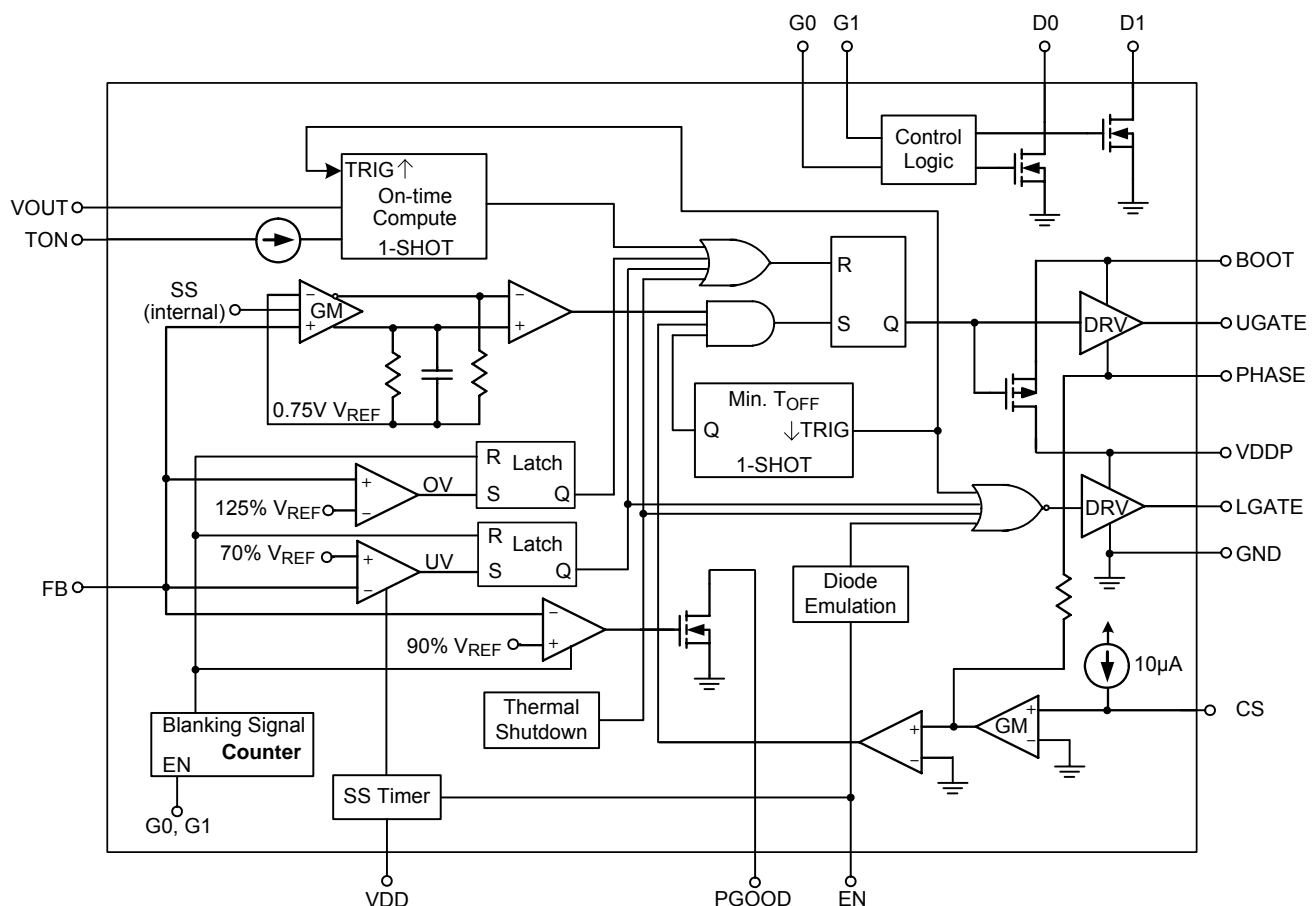 G0 G1 D0 D1
TRIG ↑
On-time
Compute
1-SHOT
Control
Logic
VOUT
TON
SS
(internal)
−
GM
+
−
+
0.75V VREF
R
S Q
BOOT
DRV
UGATE
PHASE
Min. TOFF
Q ↓TRIG
1-SHOT
VDDP
DRV
LGATE
GND
R Latch
S Q
+
−
OV
125% VREF
R Latch
S Q
70% VREF
+
−
UV
FB
Diode
Emulation
−
+
90% VREF
10µA
Thermal
Shutdown
+
−
GM
+
−
CS
Blanking Signal
Counter
EN
G0, G1
SS Timer
VDD
PGOOD
EN